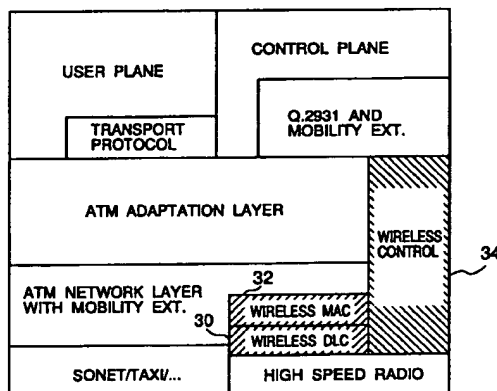 USER PLANE
CONTROL PLANE
TRANSPORT
PROTOCOL
Q.2931 AND
MOBILITY EXT.
ATM ADAPTATION LAYER
WIRELESS
CONTROL
34
ATM NETWORK LAYER
WITH MOBILITY EXT.
32
WIRELESS MAC
30
WIRELESS DLC
SONET/TAXI/...
HIGH SPEED RADIO